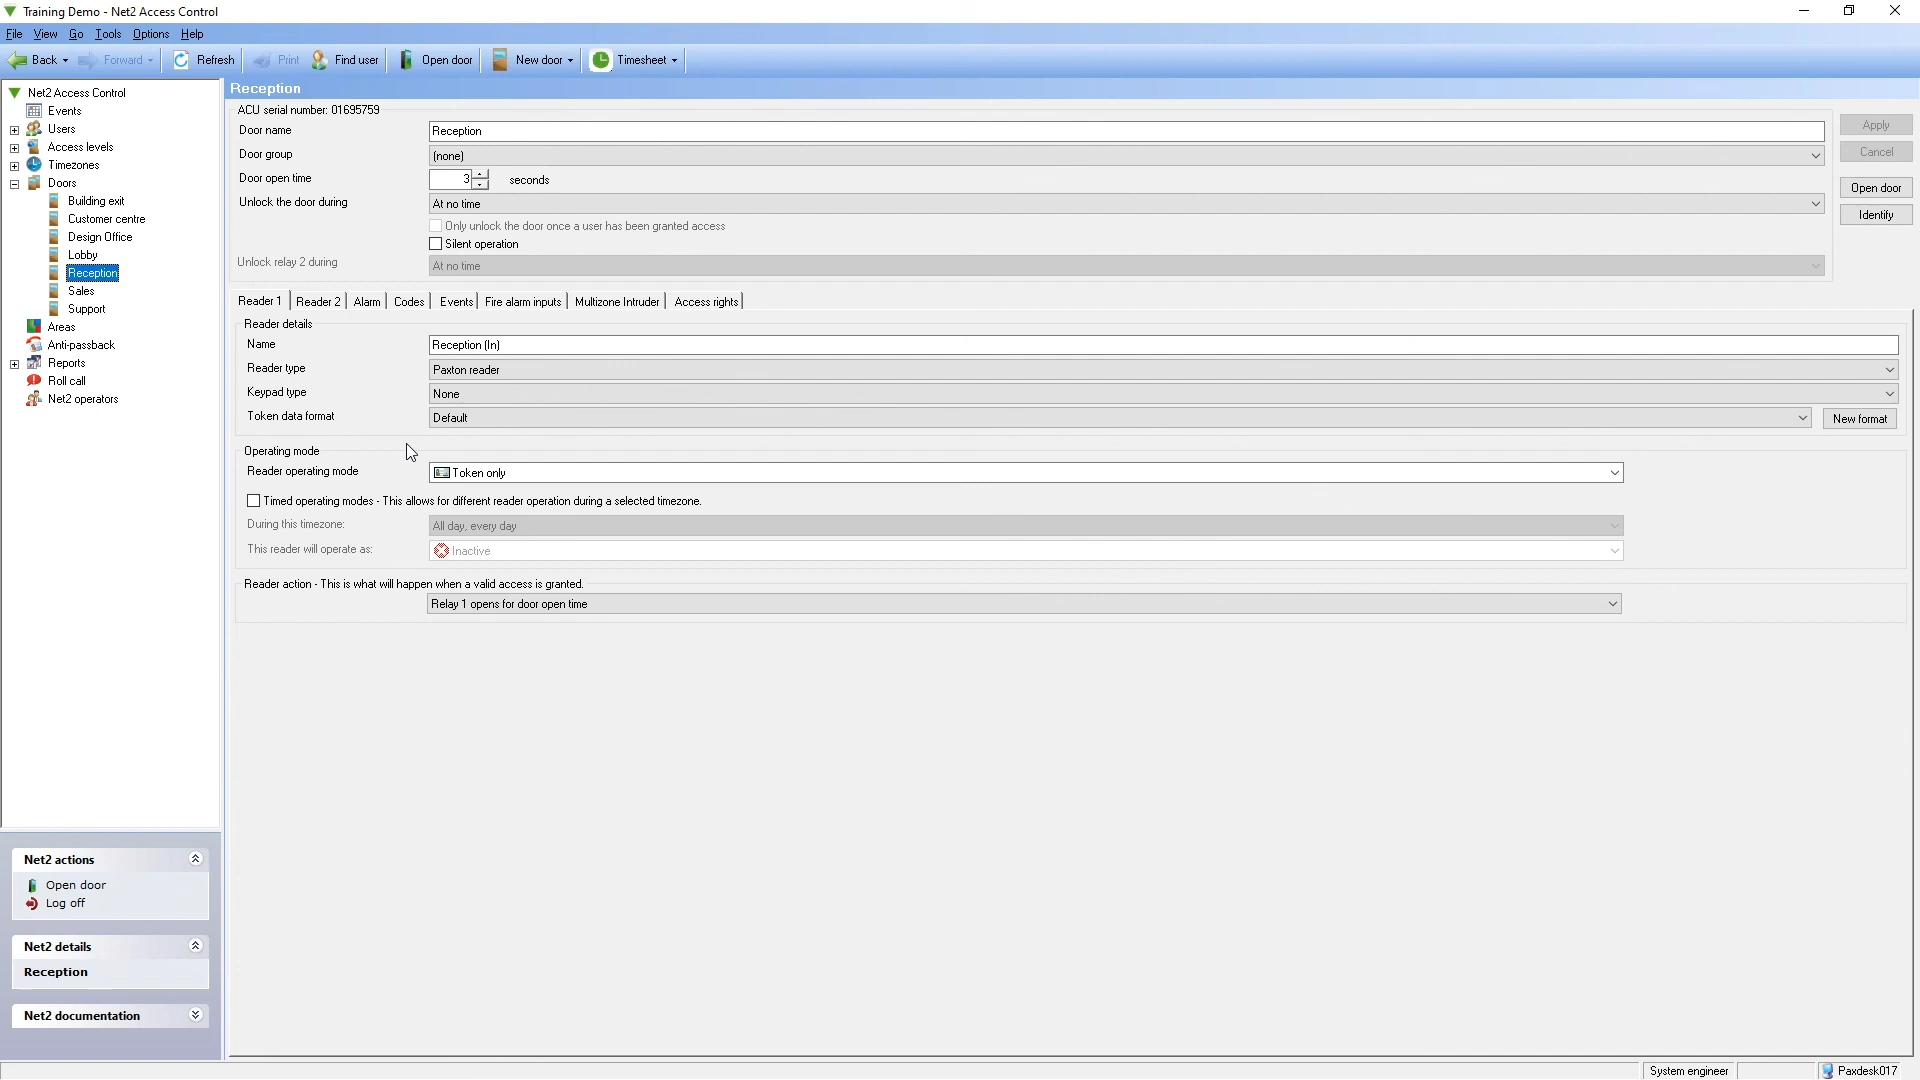 Training Demo - Net2 Access Control
File View Go Tools Options Help
Back Forward Refresh Print Find user Open door New door Timesheet
Net2 Access Control
Events
Users
Access levels
Timezones
Doors
Building exit
Customer centre
Design Office
Lobby
Reception
Sales
Support
Areas
Anti-passback
Reports
Roll call
Net2 operators
Net2 actions
Open door
Log off
Net2 details
Reception
Net2 documentation
Reception
ACU serial number: 01695759
Door name Reception
Door group (none)
Door open time 3 seconds
Unlock the door during At no time
Only unlock the door once a user has been granted access
Silent operation
Unlock relay 2 during At no time
Apply
Cancel
Open door
Identify
Reader 1 Reader 2 Alarm Codes Events Fire alarm inputs Multizone Intruder Access rights
Reader details
Name Reception (In)
Reader type Paxton reader
Keypad type None
Token data format Default New format
Operating mode
Reader operating mode Token only
Timed operating modes - This allows for different reader operation during a selected timezone.
During this timezone: All day, every day
This reader will operate as: Inactive
Reader action - This is what will happen when a valid access is granted.
Relay 1 opens for door open time
System engineer Paxdesk017